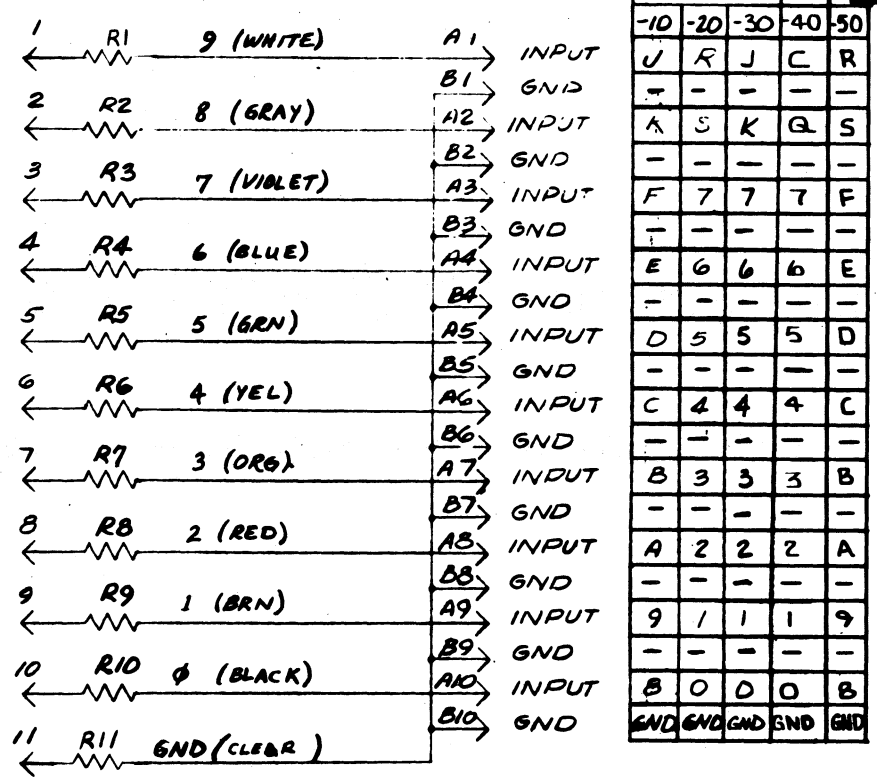 -10 -20 -30 -40 -50
1 R1 9 (WHITE) A1 INPUT U R J C R
B1 GND - - - - -
2 R2 8 (GRAY) A2 INPUT K S K Q S
B2 GND - - - - -
3 R3 7 (VIOLET) A3 INPUT F 7 7 7 F
B3 GND - - - - -
4 R4 6 (BLUE) A4 INPUT E 6 6 6 E
B4 GND - - - - -
5 R5 5 (GRN) A5 INPUT D 5 5 5 D
B5 GND - - - - -
6 R6 4 (YEL) A6 INPUT C 4 4 4 C
B6 GND - - - - -
7 R7 3 (ORG) A7 INPUT B 3 3 3 B
B7 GND - - - - -
8 R8 2 (RED) A8 INPUT A 2 2 2 A
B8 GND - - - - -
9 R9 1 (BRN) A9 INPUT 9 1 1 1 9
B9 GND - - - - -
10 R10 ø (BLACK) A10 INPUT 8 0 0 0 8
B10 GND GND GND GND GND GND
11 R11 GND (CLEAR)